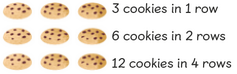 3 cookies in 1 row
6 cookies in 2 rows
12 cookies in 4 rows